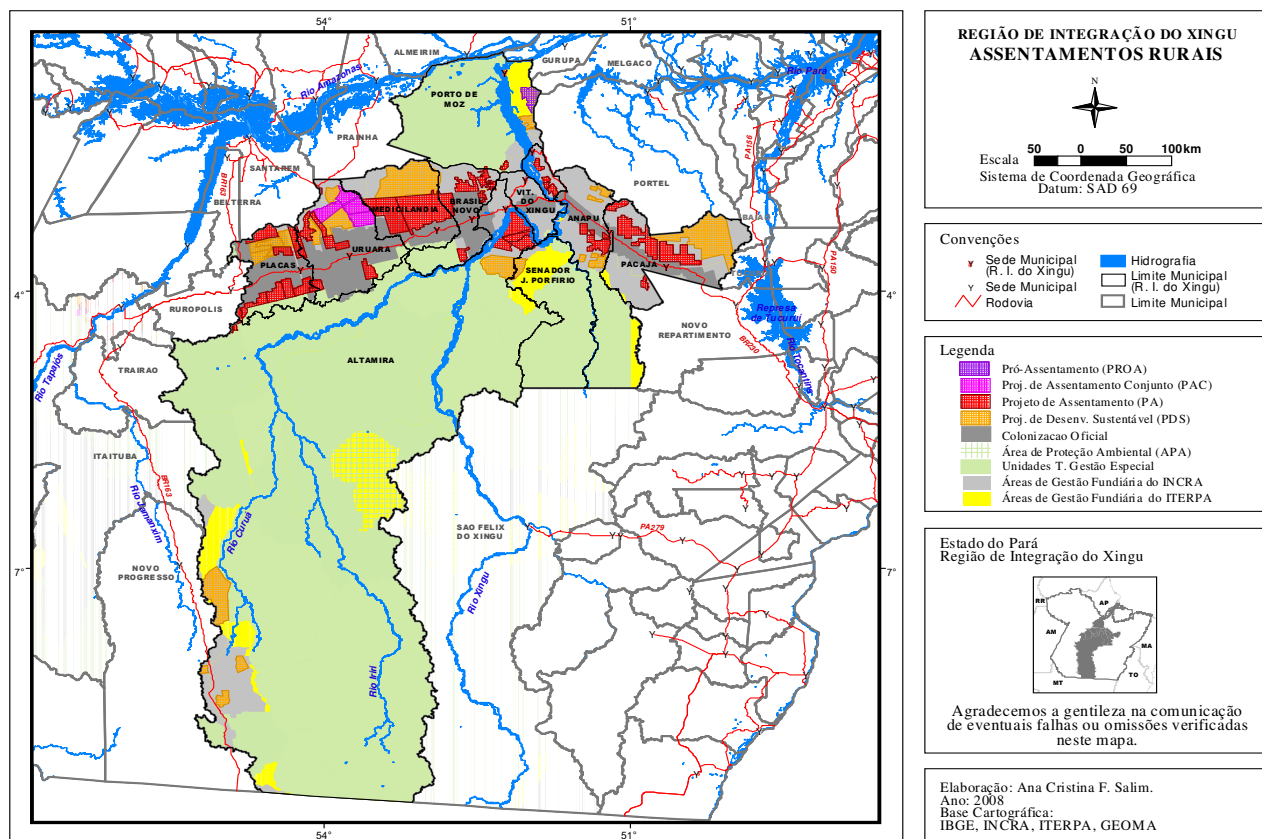 54°
51°
ALMEIRIM
GURUPA
MELGACO
Rio Pará
Rio Amazonas
PORTO DE
MOZ
PRAINHA
PA156
SANTAREM
PORTEL
BR163
BELTERRA
MEDICILANDIA
BRASIL
NOVO
VIT.
DO
XINGU
ANAPU
BAIAO
URUARA
PLACAS
PACAJA
SENADOR
J. PORFIRIO
PA150
4°
4°
RUROPOLIS
Represa
de Tucuruí
NOVO
REPARTIMENTO
BR230
Rio Tocantins
ALTAMIRA
TRAIRAO
Rio Tapajós
ITAITUBA
BR163
Rio Jamanxim
Rio Curuá
SAO FELIX
DO XINGU
PA279
7°
7°
NOVO
PROGRESSO
Rio Xingu
Rio Iriri
54°
51°
REGIÃO DE INTEGRAÇÃO DO XINGU
ASSENTAMENTOS RURAIS
N
Escala
50 0 50 100 km
Sistema de Coordenada Geográfica
Datum: SAD 69
Convenções
Sede Municipal
(R. I. do Xingu)
Sede Municipal
Rodovia
Hidrografia
Limite Municipal
(R. I. do Xingu)
Limite Municipal
Legenda
Pró-Assentamento (PROA)
Proj. de Assentamento Conjunto (PAC)
Projeto de Assentamento (PA)
Proj. de Desenv. Sustentável (PDS)
Colonizacao Oficial
Área de Proteção Ambiental (APA)
Unidades T. Gestão Especial
Áreas de Gestão Fundiária do INCRA
Áreas de Gestão Fundiária do ITERPA
Estado do Pará
Região de Integração do Xingu
RR
AP
AM
MA
MT
TO
Agradecemos a gentileza na comunicação
de eventuais falhas ou omissões verificadas
neste mapa.
Elaboração: Ana Cristina F. Salim.
Ano: 2008
Base Cartográfica:
IBGE, INCRA, ITERPA, GEOMA